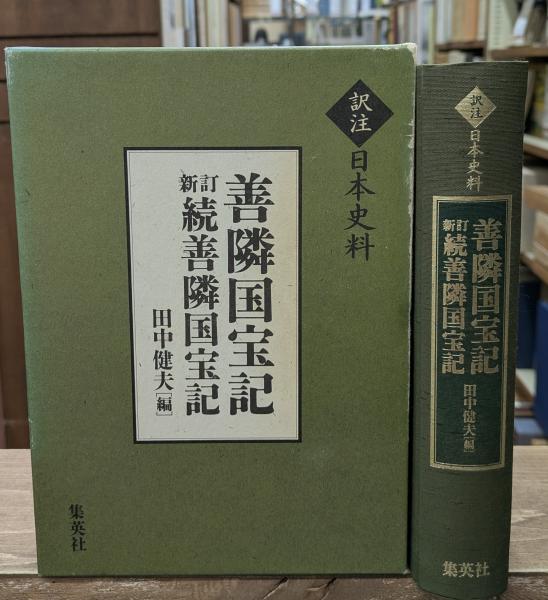 訳注
日本史料
善隣国宝記
新訂
続善隣国宝記
田中健夫［編］
集英社
訳注
日本史料
善隣国宝記
新訂
続善隣国宝記
田中健夫［編］
集英社